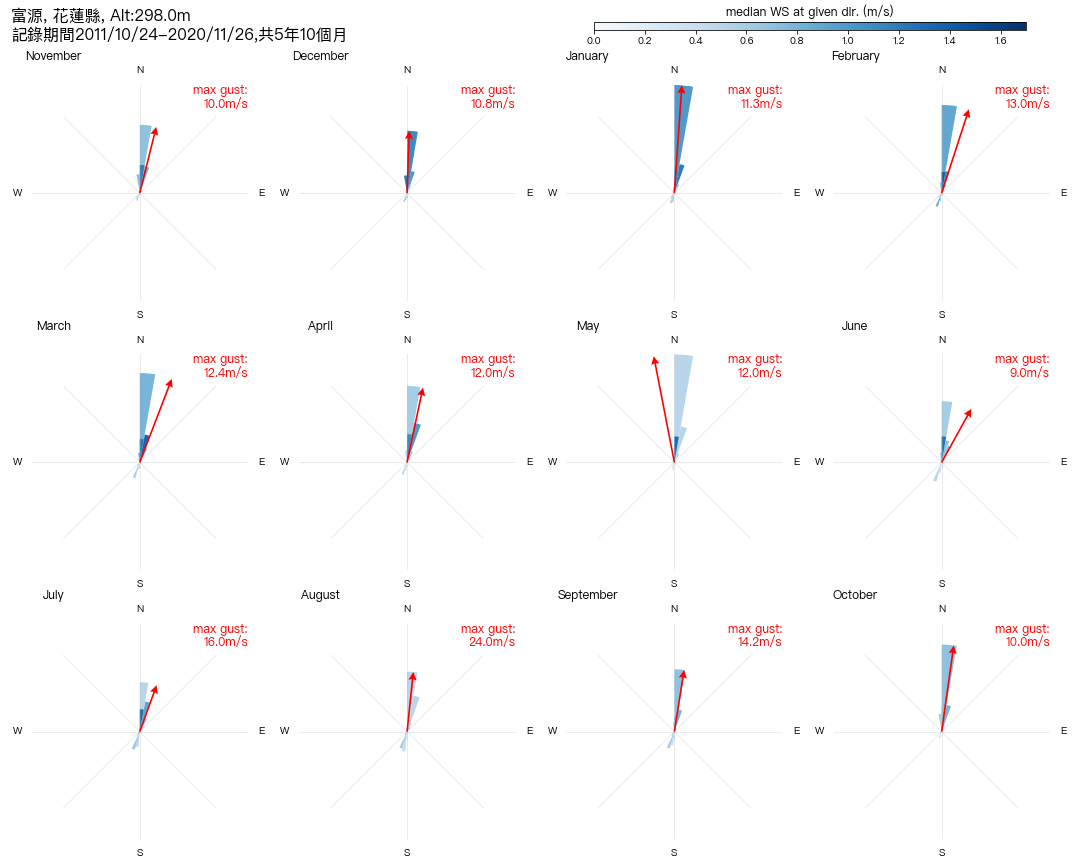 富源, 花蓮縣, Alt:298.0m
記錄期間2011/10/24-2020/11/26,共5年10個月
median WS at given dir. (m/s)
0.0 0.2 0.4 0.6 0.8 1.0 1.2 1.4 1.6
November
N
max gust:
10.0m/s
W
E
S
December
N
max gust:
10.8m/s
W
E
S
January
N
max gust:
11.3m/s
W
E
S
February
N
max gust:
13.0m/s
W
E
S
March
N
max gust:
12.4m/s
W
E
S
April
N
max gust:
12.0m/s
W
E
S
May
N
max gust:
12.0m/s
W
E
S
June
N
max gust:
9.0m/s
W
E
S
July
N
max gust:
16.0m/s
W
E
S
August
N
max gust:
24.0m/s
W
E
S
September
N
max gust:
14.2m/s
W
E
S
October
N
max gust:
10.0m/s
W
E
S